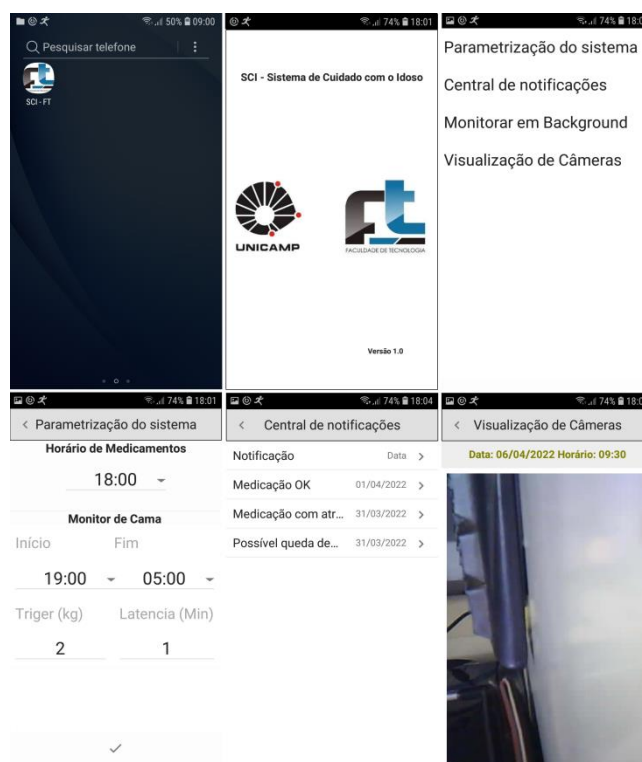 50% 09:00
Pesquisar telefone
SCI - FT
74% 18:01
SCI - Sistema de Cuidado com o Idoso
UNICAMP
FACULDADE DE TECNOLOGIA
Versão 1.0
74% 18:0
Parametrização do sistema
Central de notificações
Monitorar em Background
Visualização de Câmeras
74% 18:01
< Parametrização do sistema
Horário de Medicamentos
18:00
Monitor de Cama
Início Fim
19:00 05:00
Triger (kg) Latencia (Min)
2 1
74% 18:04
< Central de notificações
Notificação Data >
Medicação OK 01/04/2022 >
Medicação com atr... 31/03/2022 >
Possível queda de... 31/03/2022 >
74% 18:0
< Visualização de Câmeras
Data: 06/04/2022 Horário: 09:30